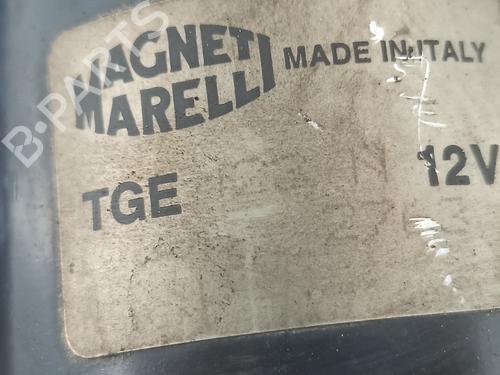 MAGNETI MARELLI
MADE IN ITALY
TGE
12V
B-PARTS